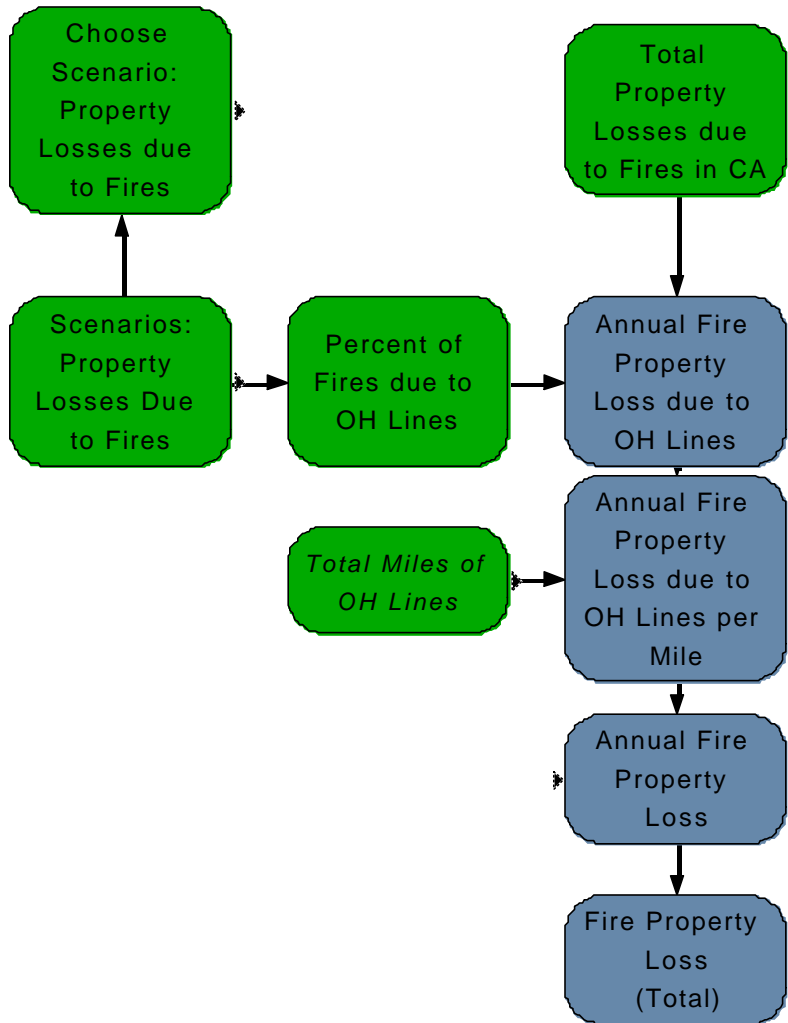 Choose
Scenario:
Property
Losses due
to Fires
Total
Property
Losses due
to Fires in CA
Scenarios:
Property
Losses Due
to Fires
Percent of
Fires due to
OH Lines
Annual Fire
Property
Loss due to
OH Lines
Total Miles of
OH Lines
Annual Fire
Property
Loss due to
OH Lines per
Mile
Annual Fire
Property
Loss
Fire Property
Loss
(Total)